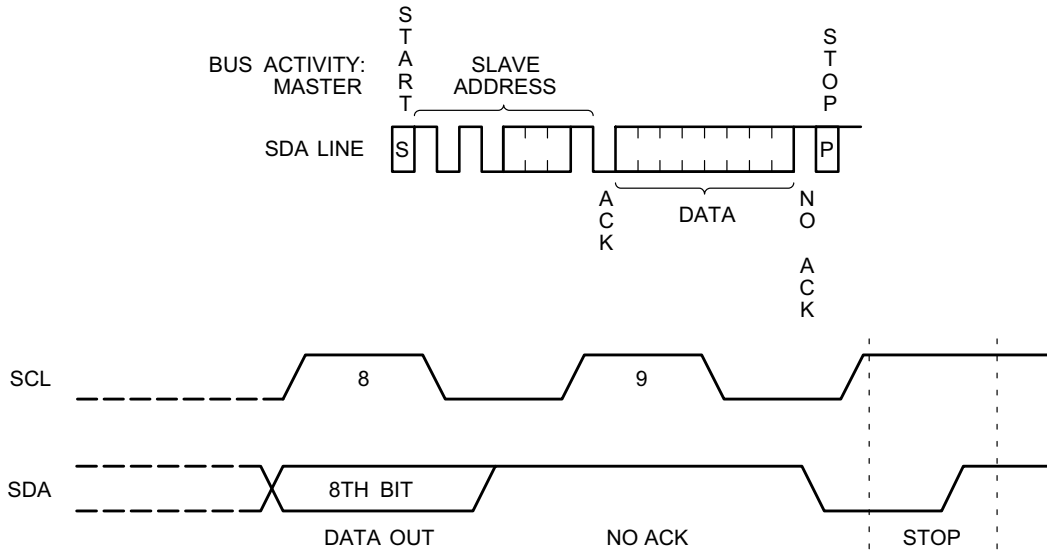 START
BUS ACTIVITY:
MASTER
SLAVE
ADDRESS
STOP
SDA LINE
S
P
ACK
DATA
NO ACK
SCL
8
9
SDA
8TH BIT
DATA OUT
NO ACK
STOP